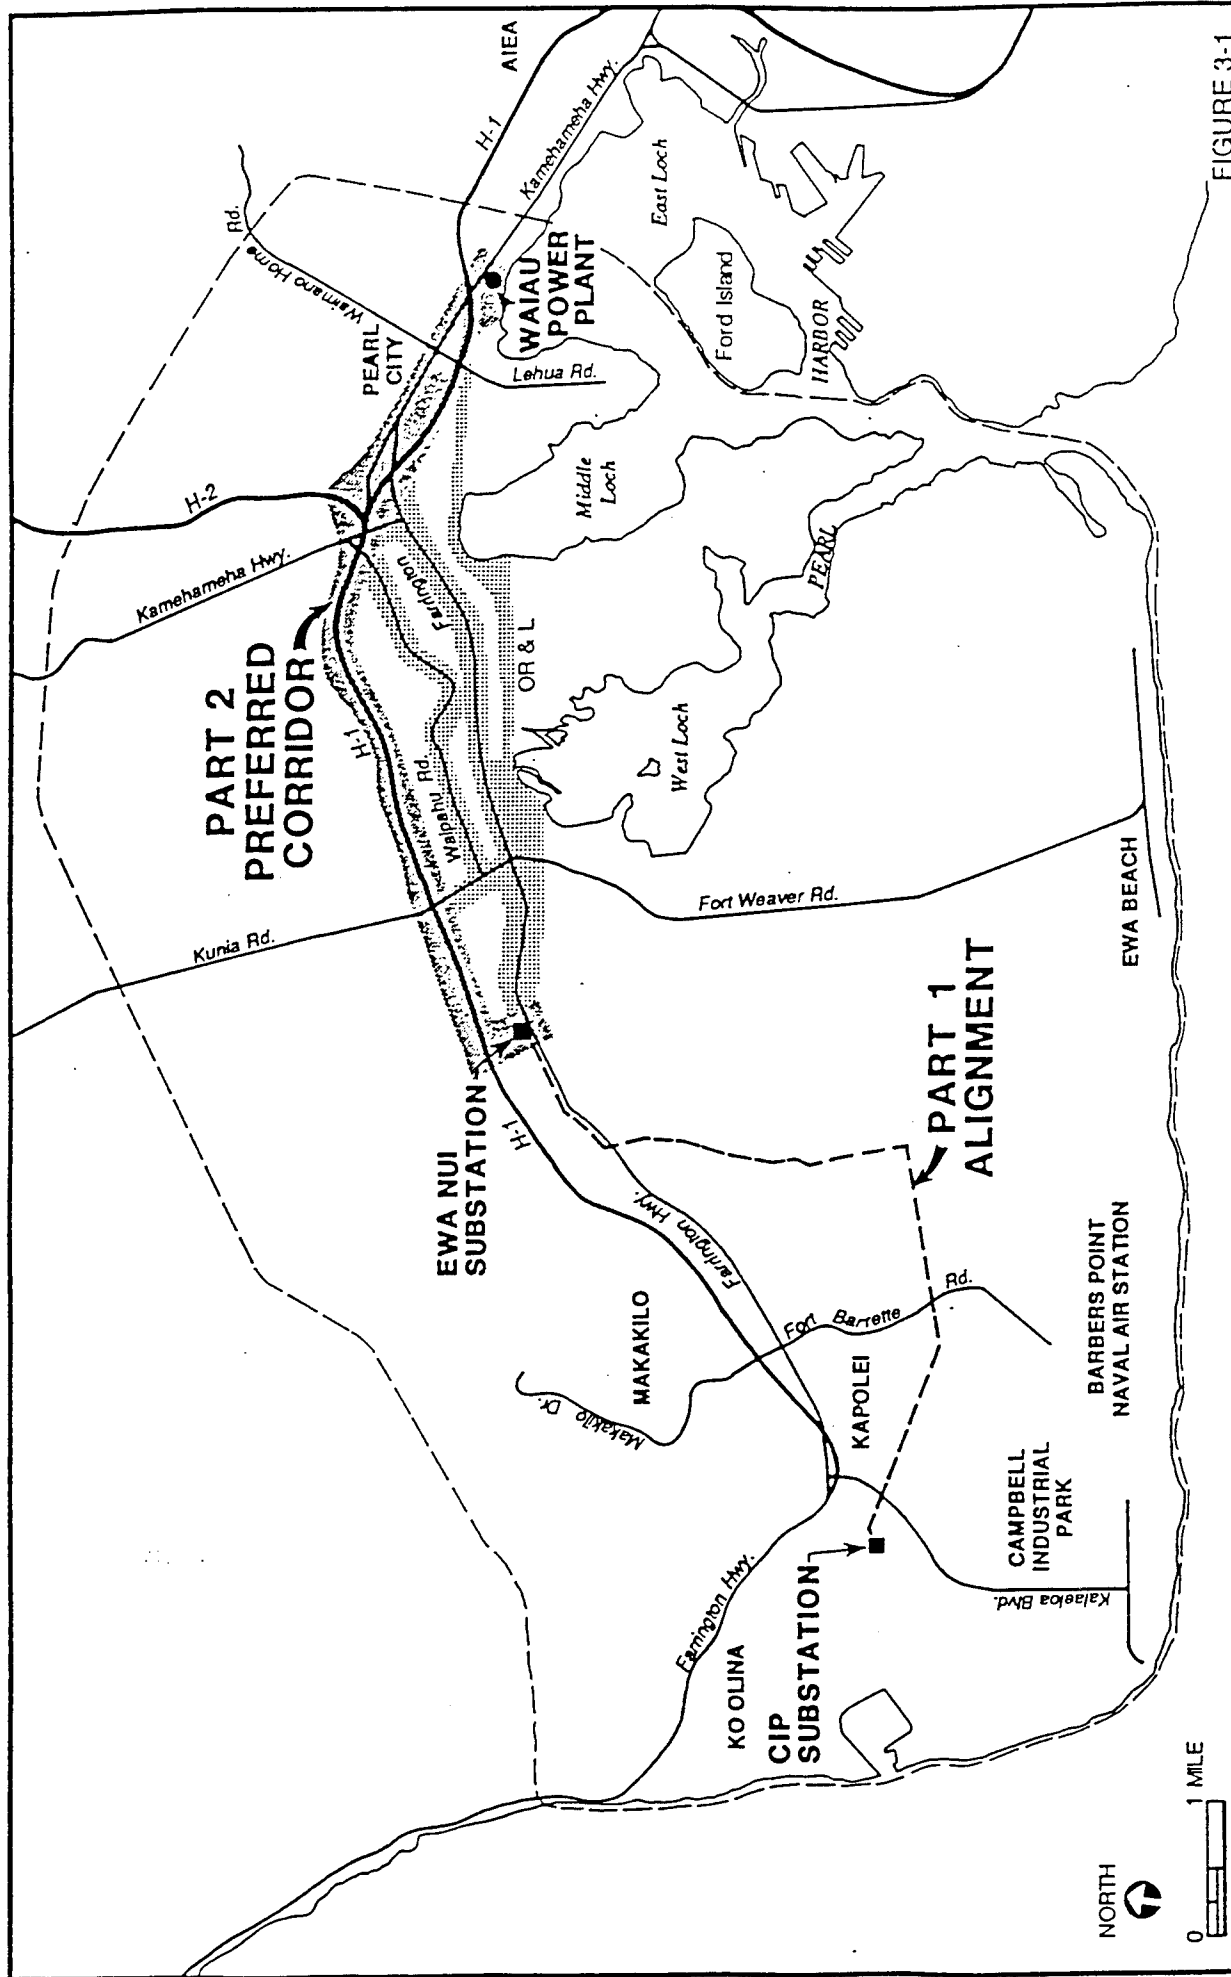 AIEA
H-1
Kamehameha Hwy.
Waimano Home
Rd.
PEARL
CITY
WAIAU
POWER
PLANT
Lehua Rd.
East Loch
Ford Island
HARBOR
Middle
Loch
PEARL
West Loch
H-2
Kamehameha Hwy.
Farrington
OR & L
PART 2
PREFERRED
CORRIDOR
H-1
Waipahu Rd.
Kunia Rd.
Fort Weaver Rd.
EWA BEACH
EWA NUI
SUBSTATION
H-1
PART 1
ALIGNMENT
Farrington Hwy.
MAKAKILO
Makakilo Dr.
Fort Barrette Rd.
KAPOLEI
BARBERS POINT
NAVAL AIR STATION
CAMPBELL
INDUSTRIAL
PARK
Kalaeloa Blvd.
Farrington Hwy.
KO OLINA
CIP
SUBSTATION
NORTH
0 1 MILE
FIGURE 3-1